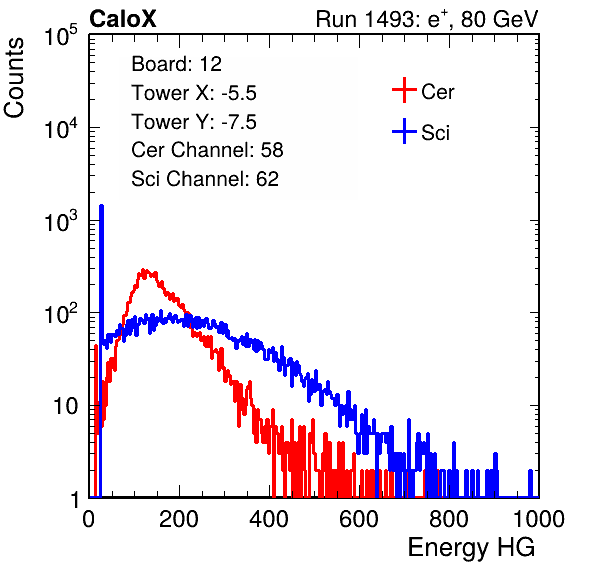 CaloX Run 1493: e⁺, 80 GeV
Counts
10⁵
10⁴
10³
10²
10
1
Board: 12
Tower X: -5.5
Tower Y: -7.5
Cer Channel: 58
Sci Channel: 62
Cer
Sci
0 200 400 600 800 1000
Energy HG